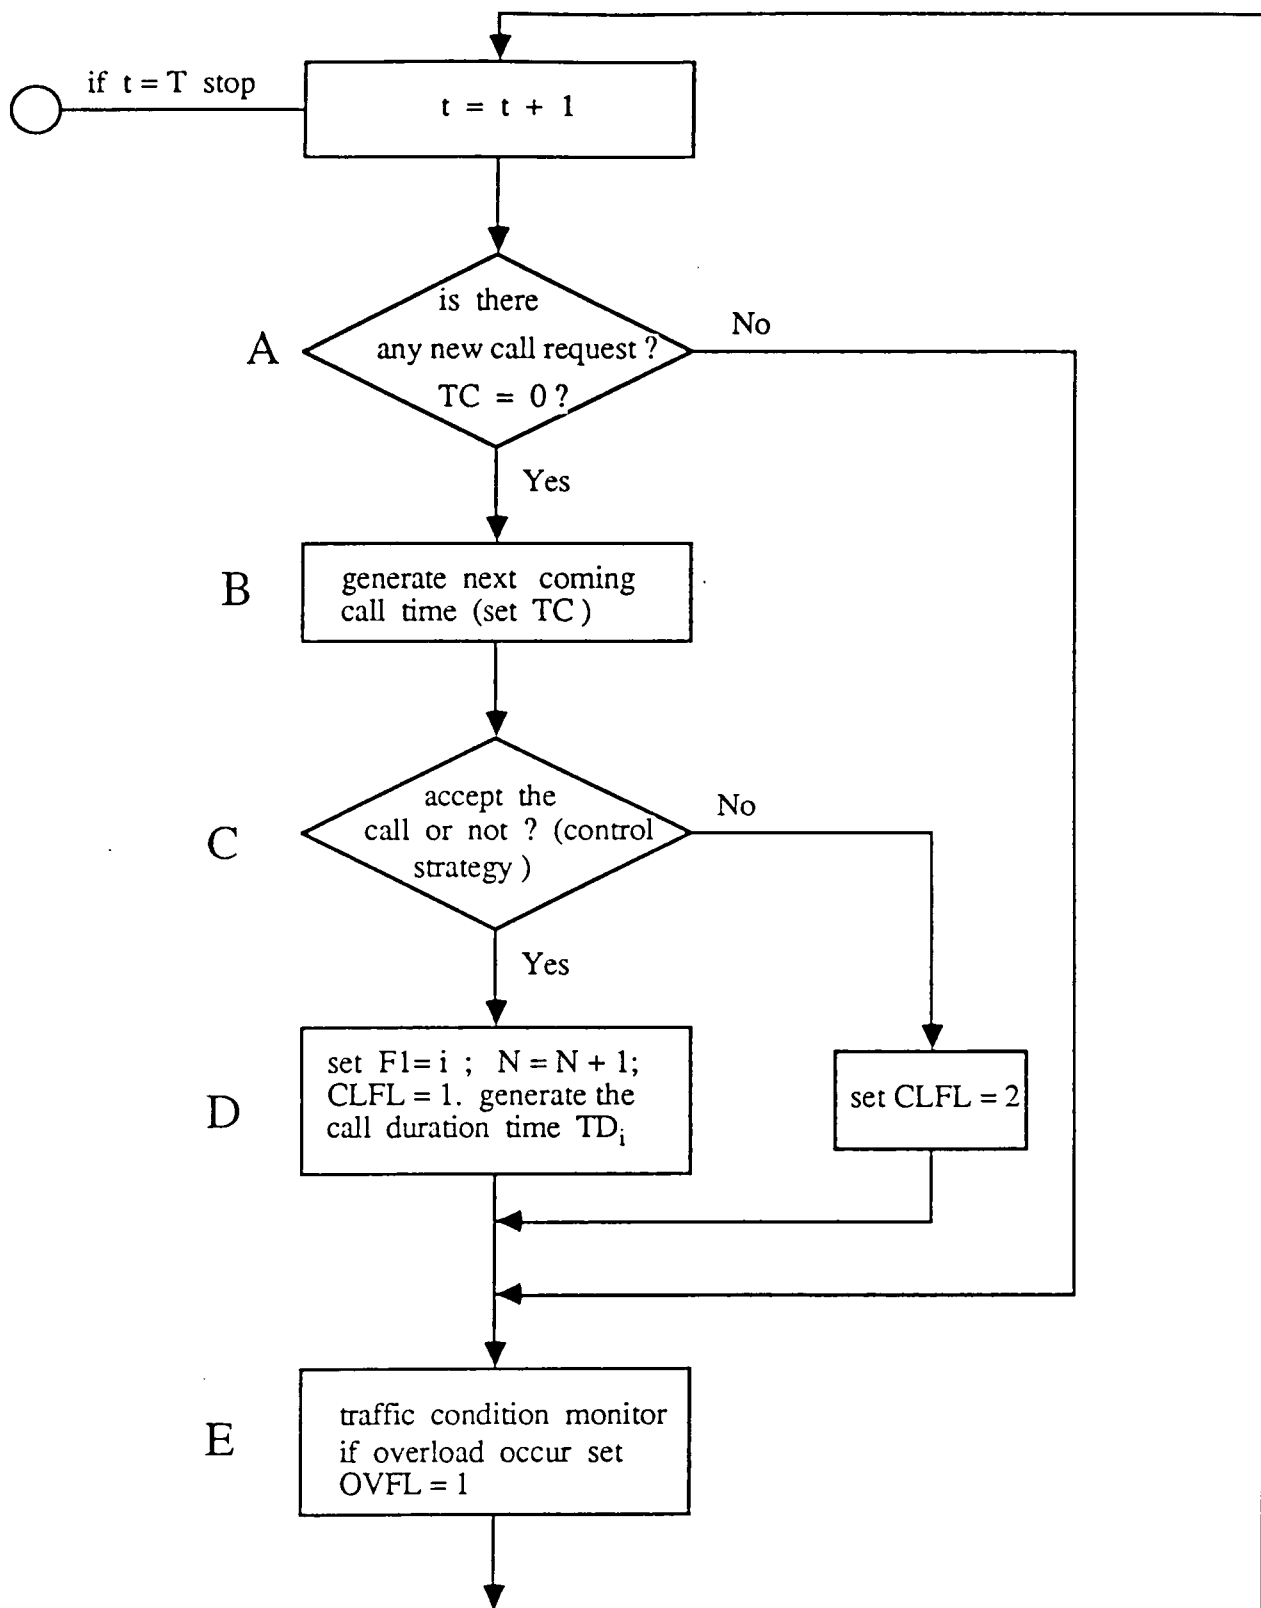 if t = T stop
t = t + 1
is there
any new call request ?
TC = 0 ?
No
A
Yes
B
generate next coming
call time (set TC )
accept the
call or not ? (control
strategy )
No
C
Yes
set F1= i ; N = N + 1;
CLFL = 1. generate the
call duration time TDi
D
set CLFL = 2
E
traffic condition monitor
if overload occur set
OVFL = 1